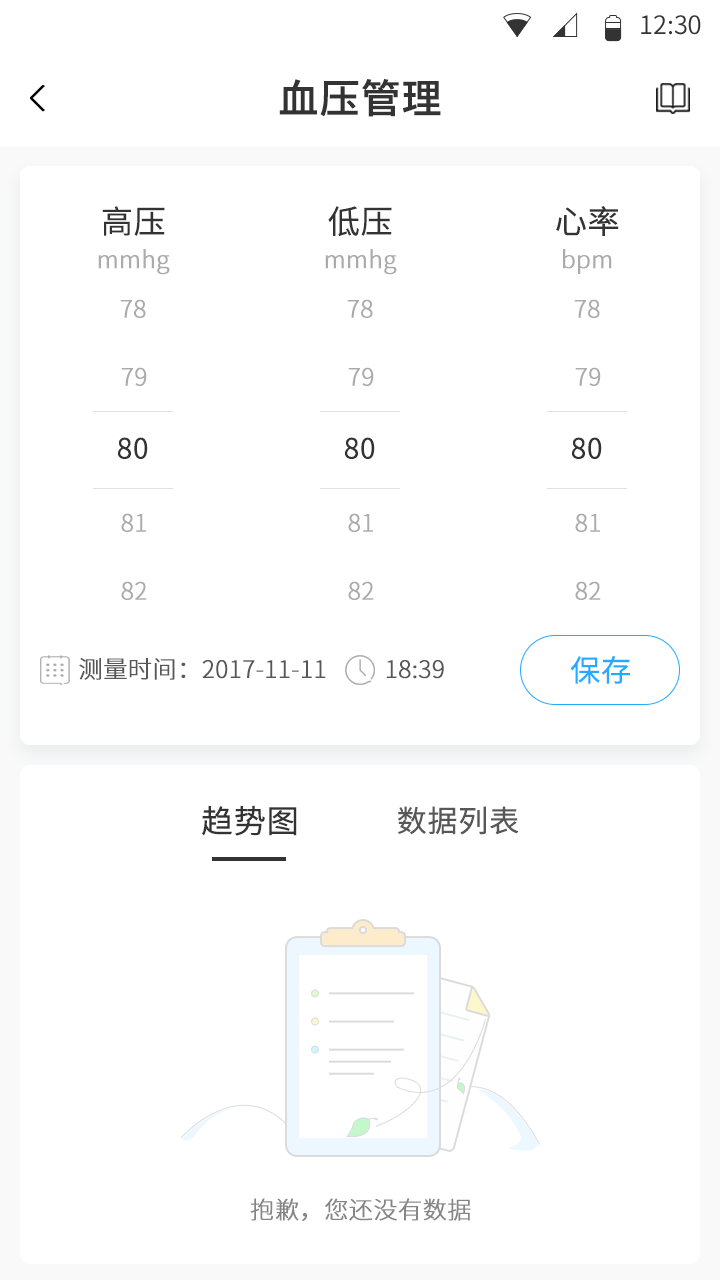 12:30
血压管理
高压 低压 心率
mmhg mmhg bpm
78 78 78
79 79 79
80 80 80
81 81 81
82 82 82
测量时间：2017-11-11 18:39 保存
趋势图 数据列表
抱歉，您还没有数据